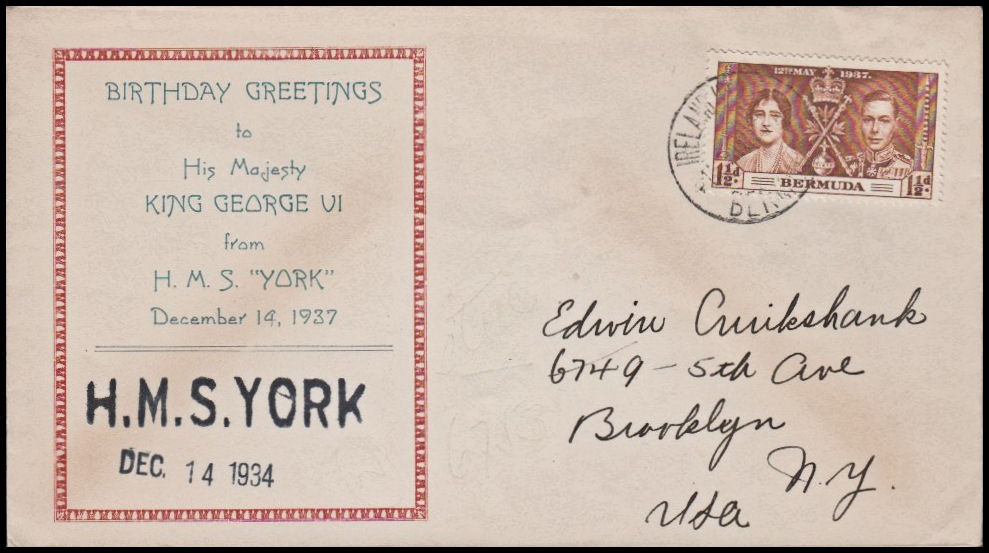 BIRTHDAY GREETINGS
to
His Majesty
KING GEORGE VI
from
H. M. S. "YORK"
December 14, 1937
H.M.S. YORK
DEC. 14 1934
12TH MAY 1937.
1½d. BERMUDA 1½d.
IRELAND
Edwin Cruikshank
6749 - 5th Ave
Brooklyn
N.Y.
USA